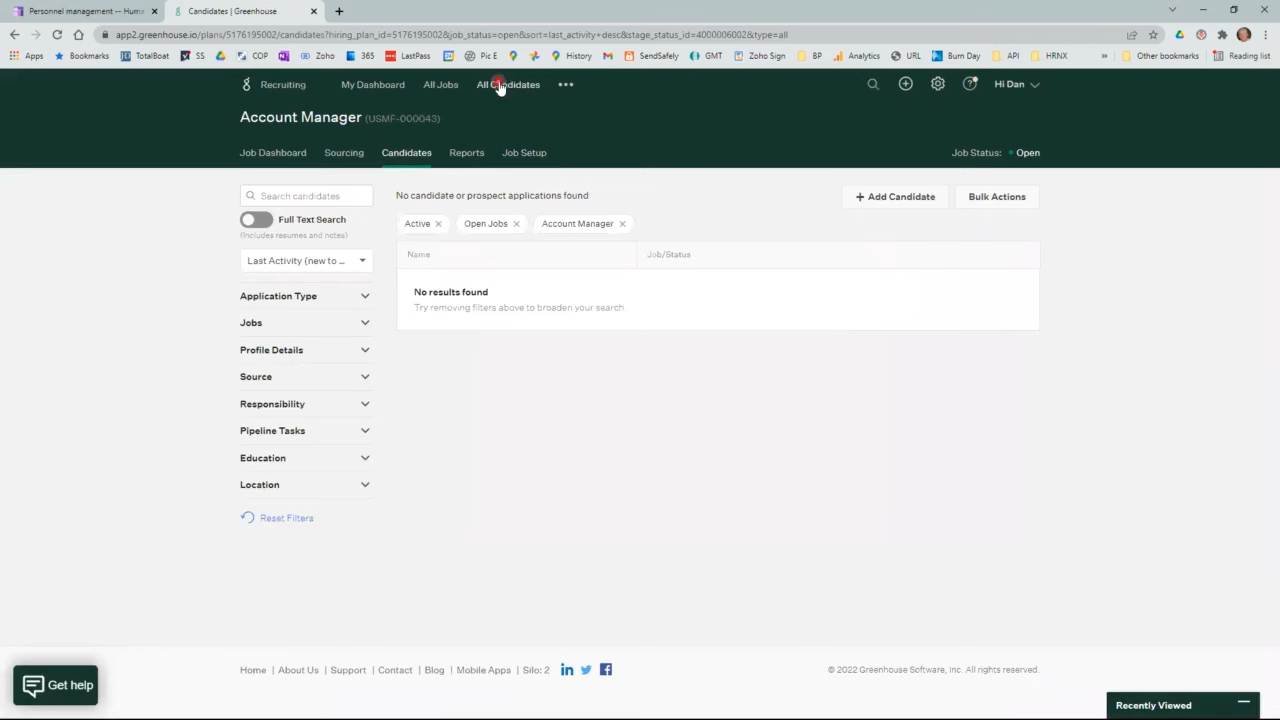 Personnel management -- Hum
Candidates | Greenhouse
app2.greenhouse.io/plans/5176195002/candidates?hiring_plan_id=5176195002&job_status=open&sort=last_activity+desc&stage_status_id=4000006002&type=all
Apps Bookmarks TotalBoat SS COP GW 365 LastPass History Pic E History SendSafely GMT Zoho Sign BP Analytics URL Burn Day API HRNX » Other bookmarks Reading list
Recruiting My Dashboard All Jobs All Candidates ••• Hi Dan
Account Manager (USMF-000043)
Job Dashboard Sourcing Candidates Reports Job Setup Job Status: Open
Search candidates No candidate or prospect applications found + Add Candidate Bulk Actions
Full Text Search
(Includes resumes and notes)
Active Open Jobs Account Manager
Last Activity (new to ... Name Job/Status
Application Type No results found
Try removing filters above to broaden your search
Jobs
Profile Details
Source
Responsibility
Pipeline Tasks
Education
Location
Reset Filters
Home | About Us | Support | Contact | Blog | Mobile Apps | Silo: 2 © 2022 Greenhouse Software, Inc. All rights reserved.
Get help
Recently Viewed